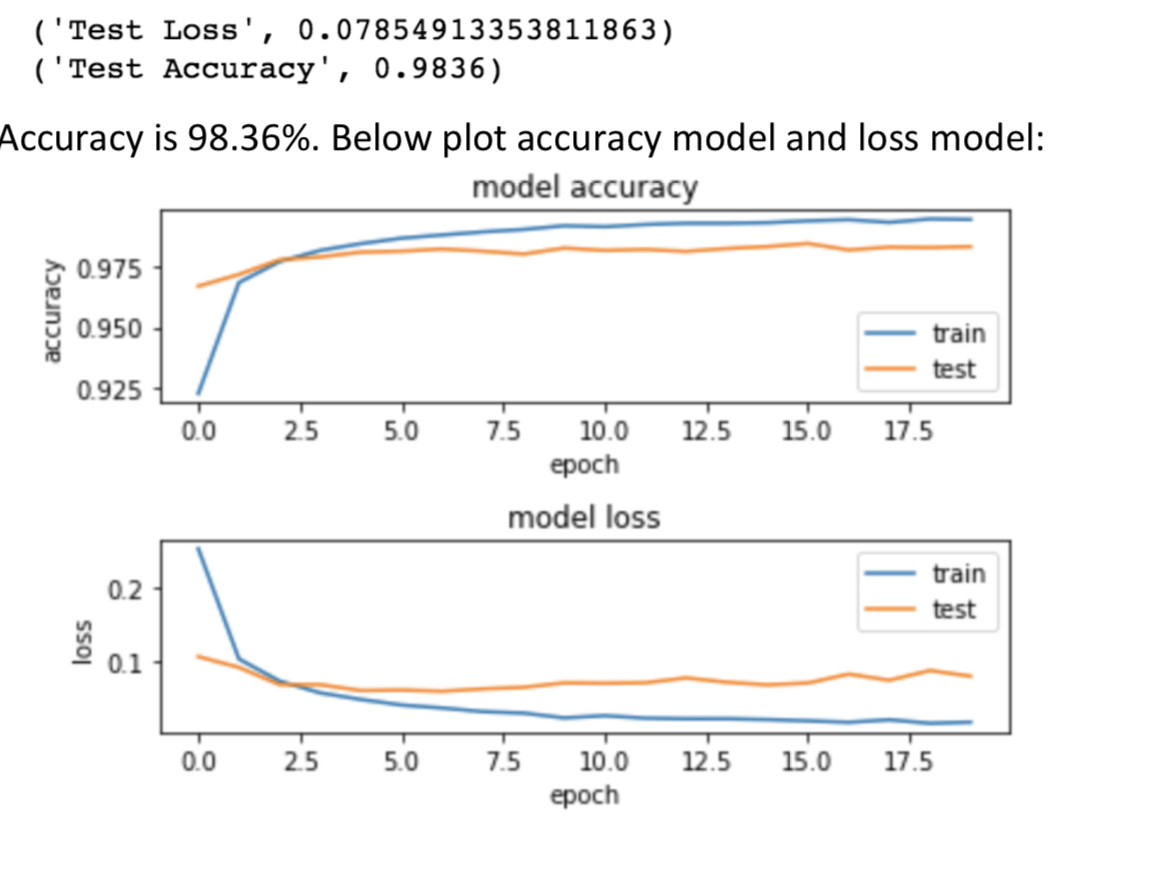 ('Test Loss', 0.07854913353811863)
('Test Accuracy', 0.9836)
Accuracy is 98.36%. Below plot accuracy model and loss model:
model accuracy
0.975
0.950
0.925
accuracy
train
test
0.0 2.5 5.0 7.5 10.0 12.5 15.0 17.5
epoch
model loss
0.2
0.1
loss
train
test
0.0 2.5 5.0 7.5 10.0 12.5 15.0 17.5
epoch